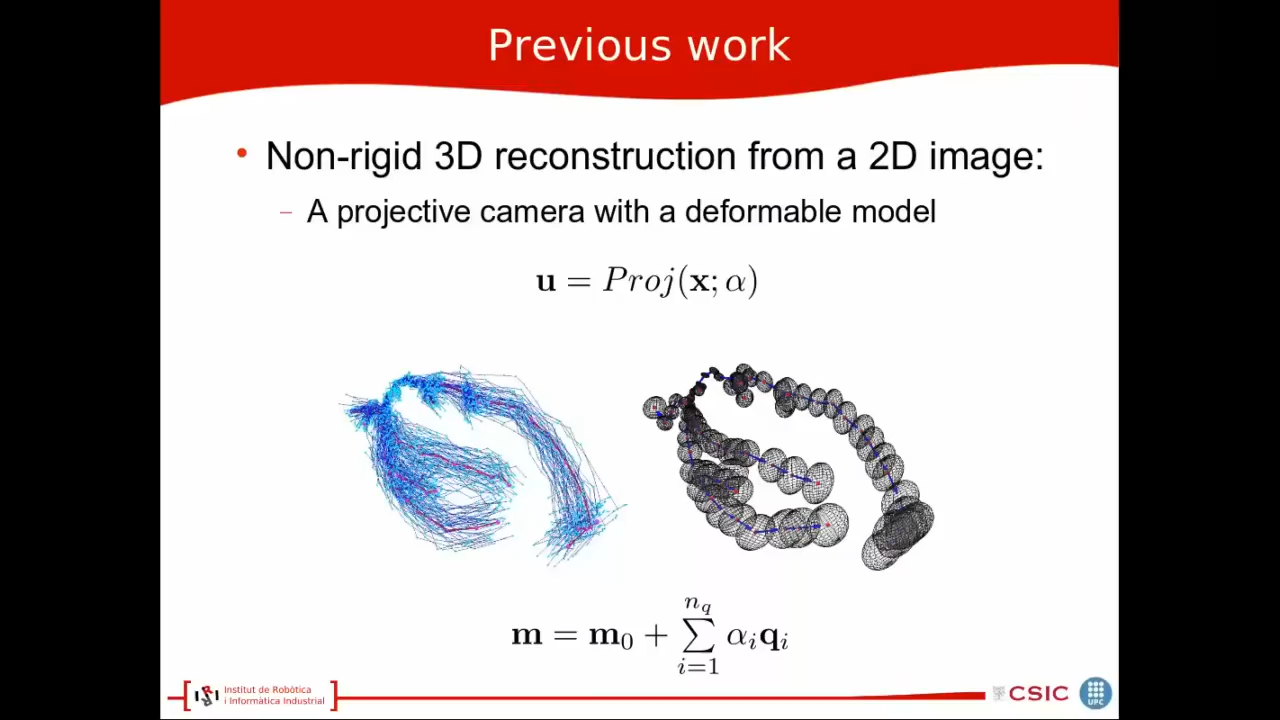 Previous work
• Non-rigid 3D reconstruction from a 2D image:
– A projective camera with a deformable model
u = Proj(x; α)
m = m₀ + ∑ᵢ₌₁^{n_q} αᵢqᵢ
IRI Institut de Robòtica
i Informàtica Industrial
CSIC
UPC